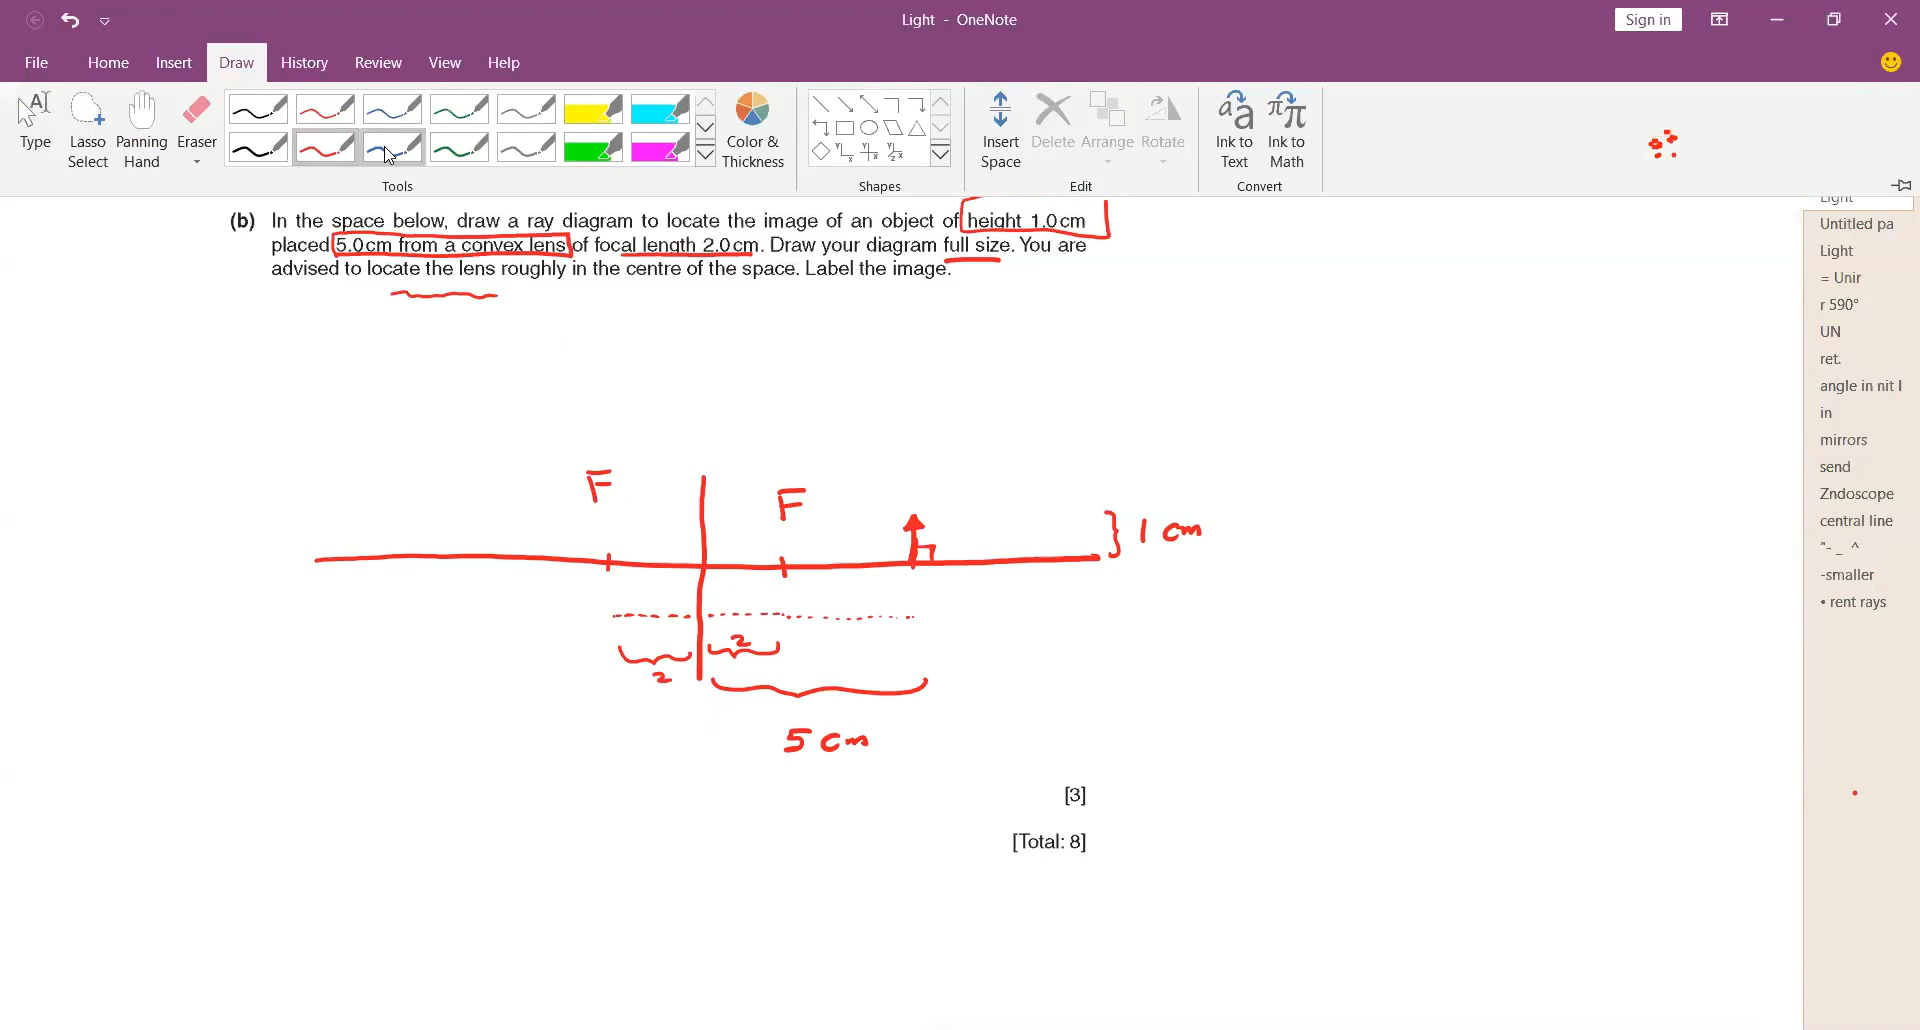 Light - OneNote
Sign in
File Home Insert Draw History Review View Help
Type
Lasso Select
Panning Hand
Eraser
Color & Thickness
Insert Space
Delete
Arrange
Rotate
Ink to Text
Ink to Math
Tools
Shapes
Edit
Convert
(b) In the space below, draw a ray diagram to locate the image of an object of height 1.0 cm
placed 5.0 cm from a convex lens of focal length 2.0 cm. Draw your diagram full size. You are
advised to locate the lens roughly in the centre of the space. Label the image.
F
F
1 cm
2
2
5 cm
[3]
[Total: 8]
Light
Untitled pa
Light
= Unir
r 590°
UN
ret.
angle in nit l
in
mirrors
send
Zndoscope
central line
"- _ ^
-smaller
• rent rays